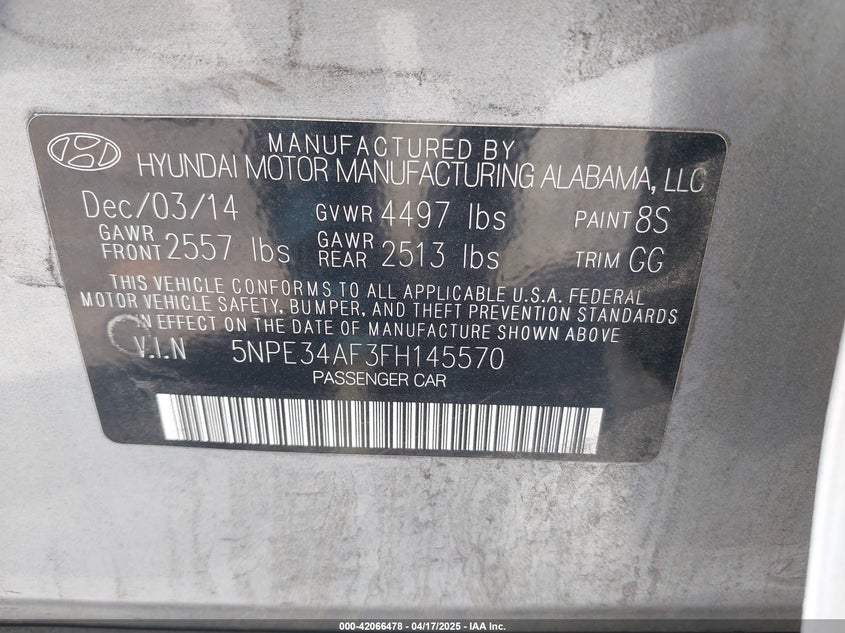 MANUFACTURED BY
HYUNDAI MOTOR MANUFACTURING ALABAMA, LLC
Dec/03/14 GVWR 4497 lbs PAINT 8S
GAWR FRONT 2557 lbs GAWR REAR 2513 lbs TRIM GG
THIS VEHICLE CONFORMS TO ALL APPLICABLE U.S.A. FEDERAL
MOTOR VEHICLE SAFETY, BUMPER, AND THEFT PREVENTION STANDARDS
IN EFFECT ON THE DATE OF MANUFACTURE SHOWN ABOVE
V.I.N 5NPE34AF3FH145570
PASSENGER CAR
000-42066478 - 04/17/2025 - IAA Inc.